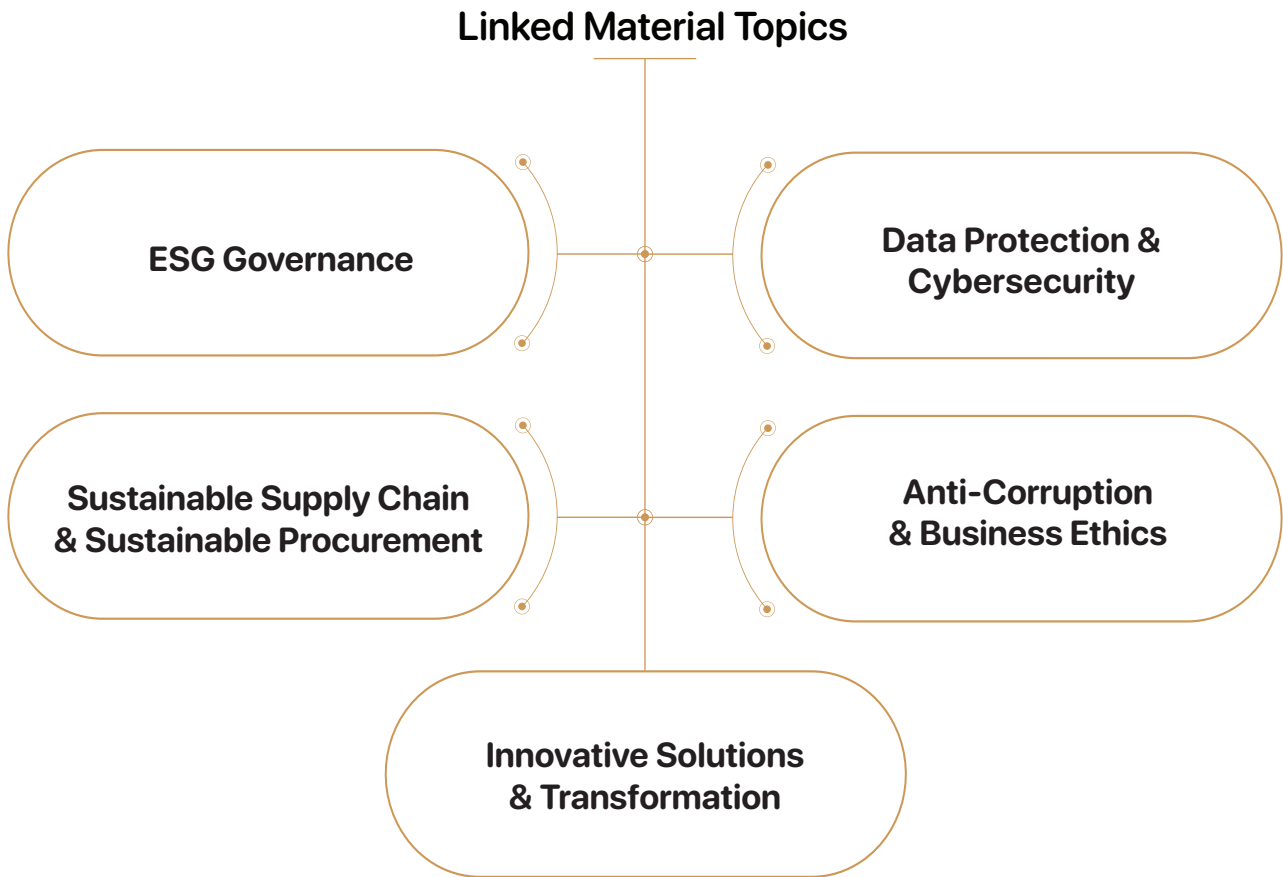 Linked Material Topics
ESG Governance
Data Protection &
Cybersecurity
Sustainable Supply Chain
& Sustainable Procurement
Anti-Corruption
& Business Ethics
Innovative Solutions
& Transformation